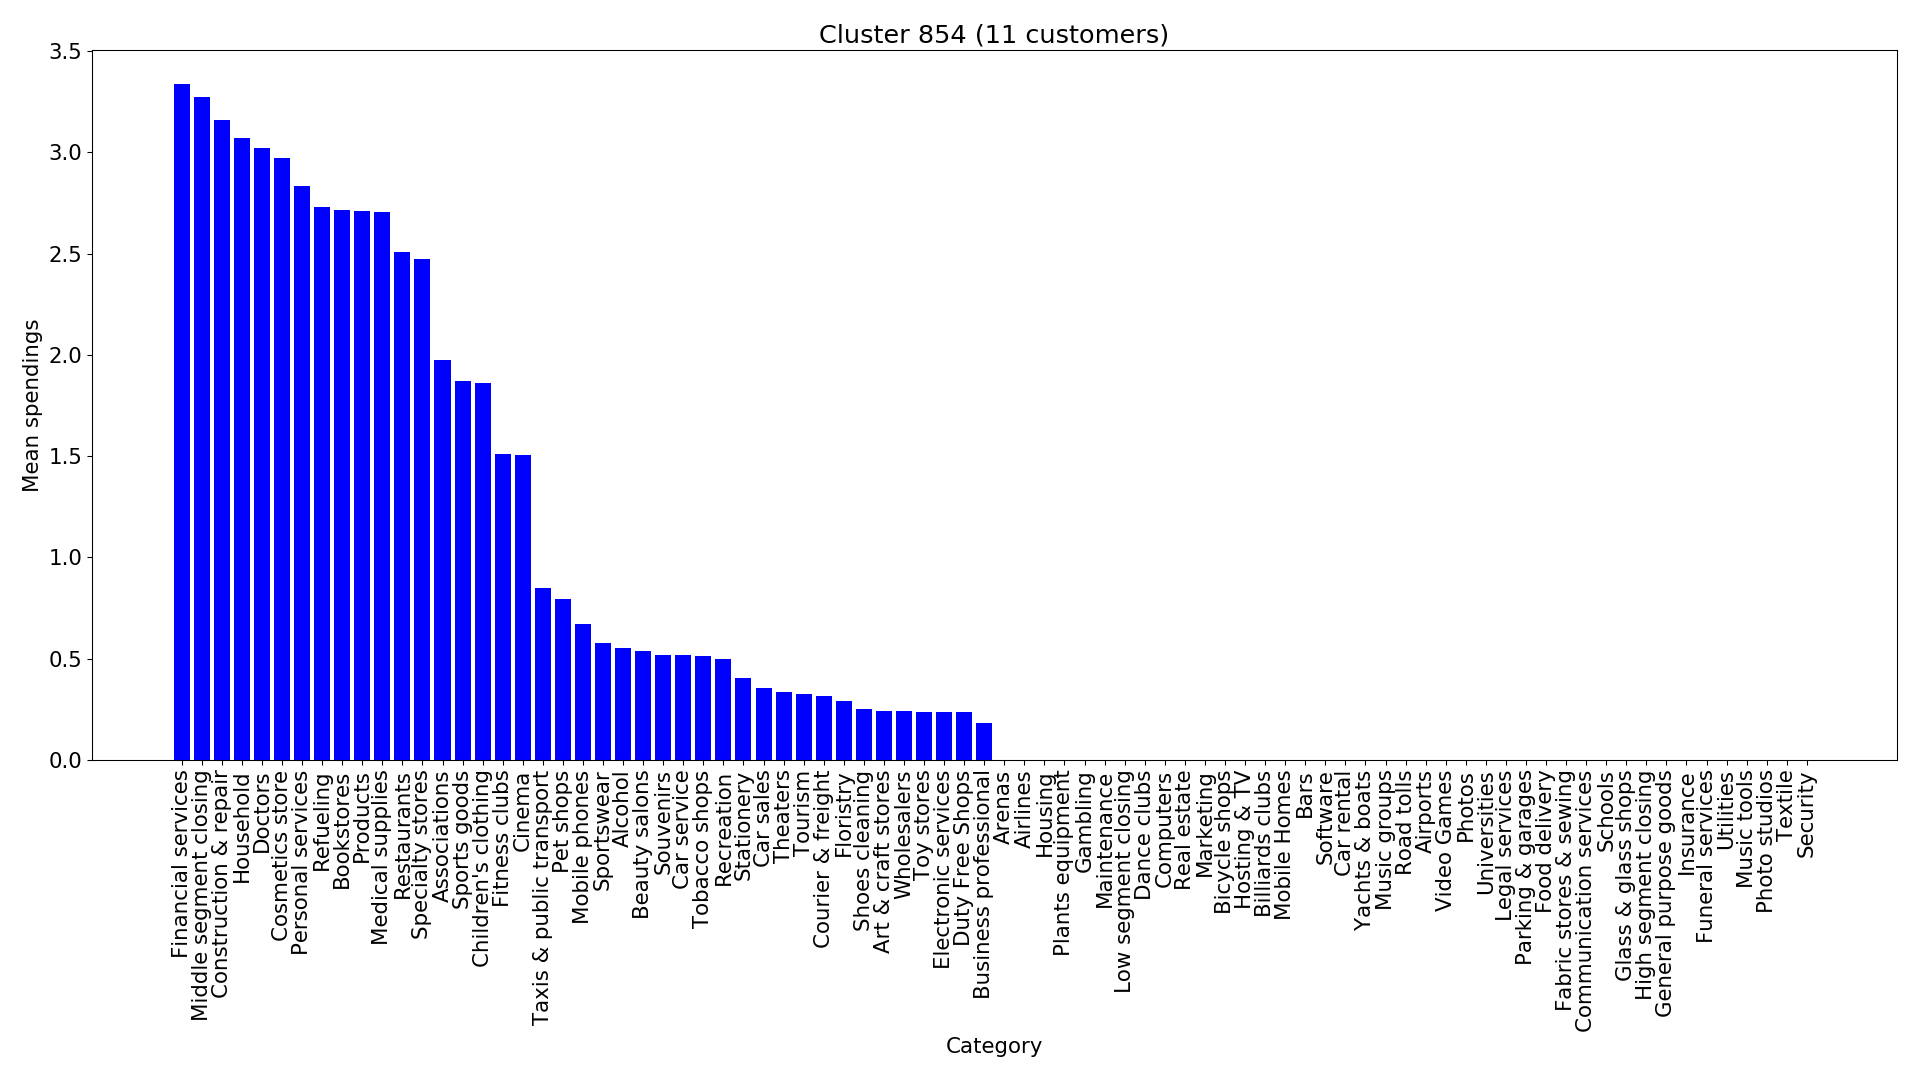 Cluster 854 (11 customers)
3.5
3.0
2.5
2.0
1.5
1.0
0.5
0.0
Mean spendings
Financial services
Middle segment closing
Construction & repair
Household
Doctors
Cosmetics store
Personal services
Refueling
Bookstores
Products
Medical supplies
Restaurants
Specialty stores
Associations
Sports goods
Children's clothing
Fitness clubs
Cinema
Taxis & public transport
Pet shops
Mobile phones
Sportswear
Alcohol
Beauty salons
Souvenirs
Car service
Tobacco shops
Recreation
Stationery
Car sales
Theaters
Tourism
Courier & freight
Floristry
Shoes cleaning
Art & craft stores
Wholesalers
Toy stores
Electronic services
Duty Free Shops
Business professional
Arenas
Airlines
Housing
Plants equipment
Gambling
Maintenance
Low segment closing
Dance clubs
Computers
Real estate
Marketing
Bicycle shops
Hosting & TV
Billiards clubs
Mobile Homes
Bars
Software
Car rental
Yachts & boats
Music groups
Road tolls
Airports
Video Games
Photos
Universities
Legal services
Parking & garages
Food delivery
Fabric stores & sewing
Communication services
Schools
Glass & glass shops
High segment closing
General purpose goods
Insurance
Funeral services
Utilities
Music tools
Photo studios
Textile
Security
Category